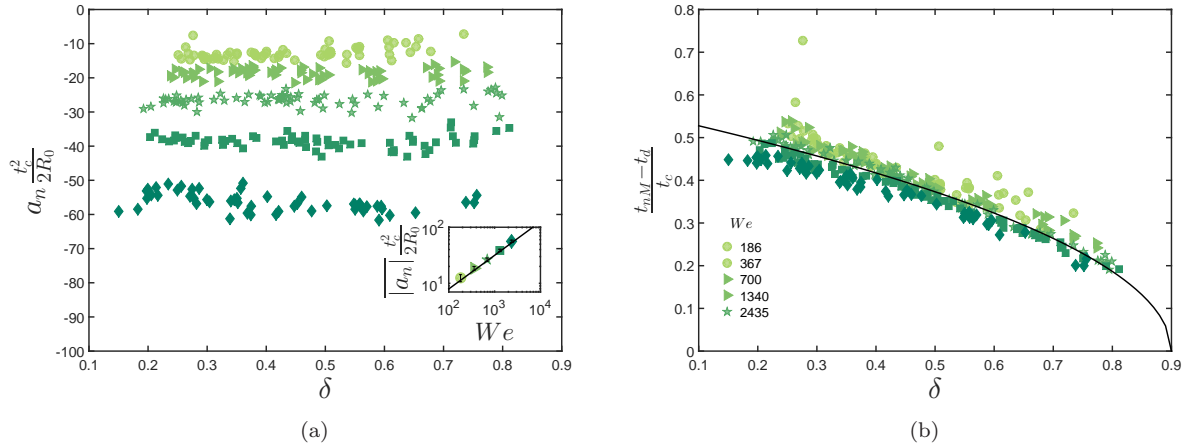 0
-10
-20
-30
-40
-50
-60
-70
-80
-90
-100
0.1 0.2 0.3 0.4 0.5 0.6 0.7 0.8 0.9
δ
a_n t_c^2 / 2R_0
10^2
10^1
|a_n| t_c^2 / 2R_0
10^2 10^3 10^4
We
(a)
0.8
0.7
0.6
0.5
0.4
0.3
0.2
0.1
0
0.1 0.2 0.3 0.4 0.5 0.6 0.7 0.8 0.9
δ
t_{nM} − t_d / t_c
We
186
367
700
1340
2435
(b)